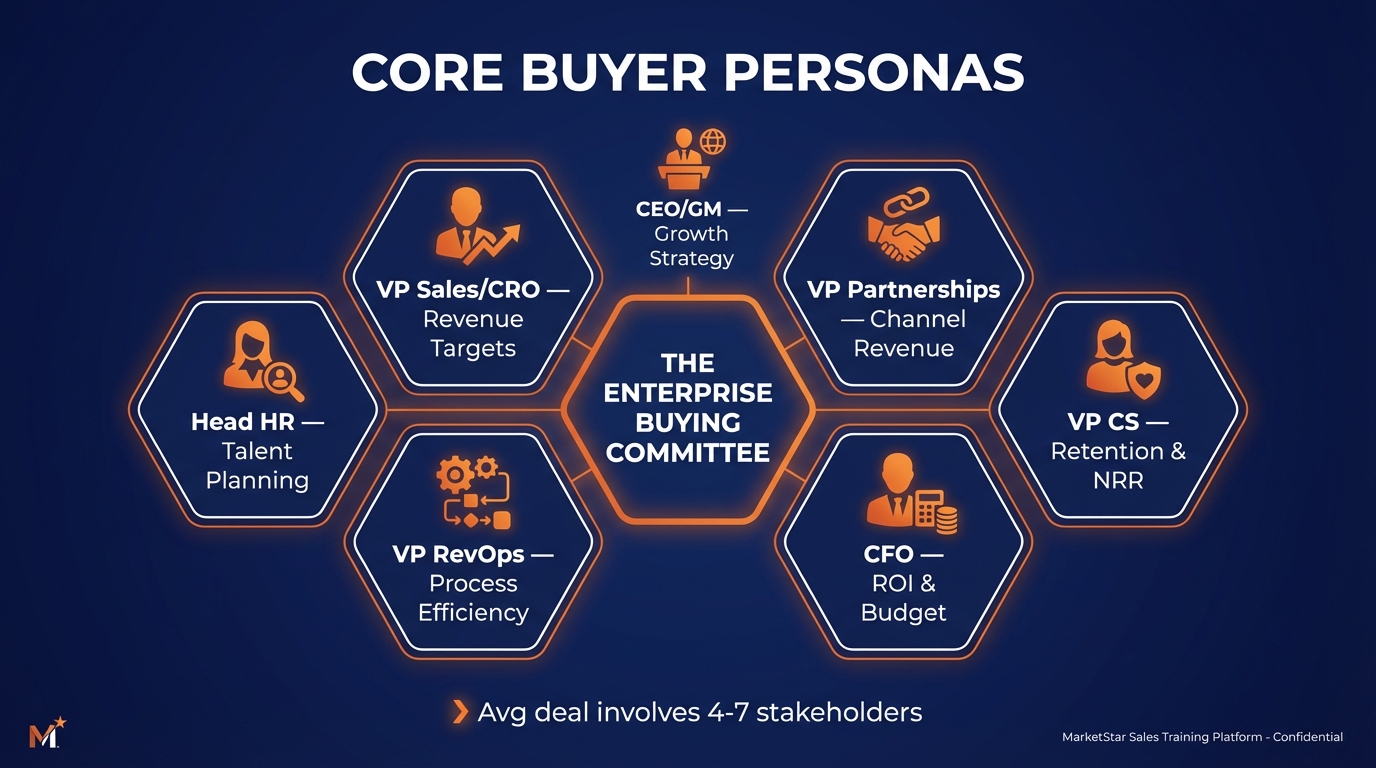 CORE BUYER PERSONAS
CEO/GM —
Growth
Strategy
VP Sales/CRO —
Revenue
Targets
VP Partnerships
— Channel
Revenue
Head HR —
Talent
Planning
THE
ENTERPRISE
BUYING
COMMITTEE
VP CS —
Retention &
NRR
VP RevOps —
Process
Efficiency
CFO —
ROI &
Budget
❯ Avg deal involves 4-7 stakeholders
M
MarketStar Sales Training Platform - Confidential